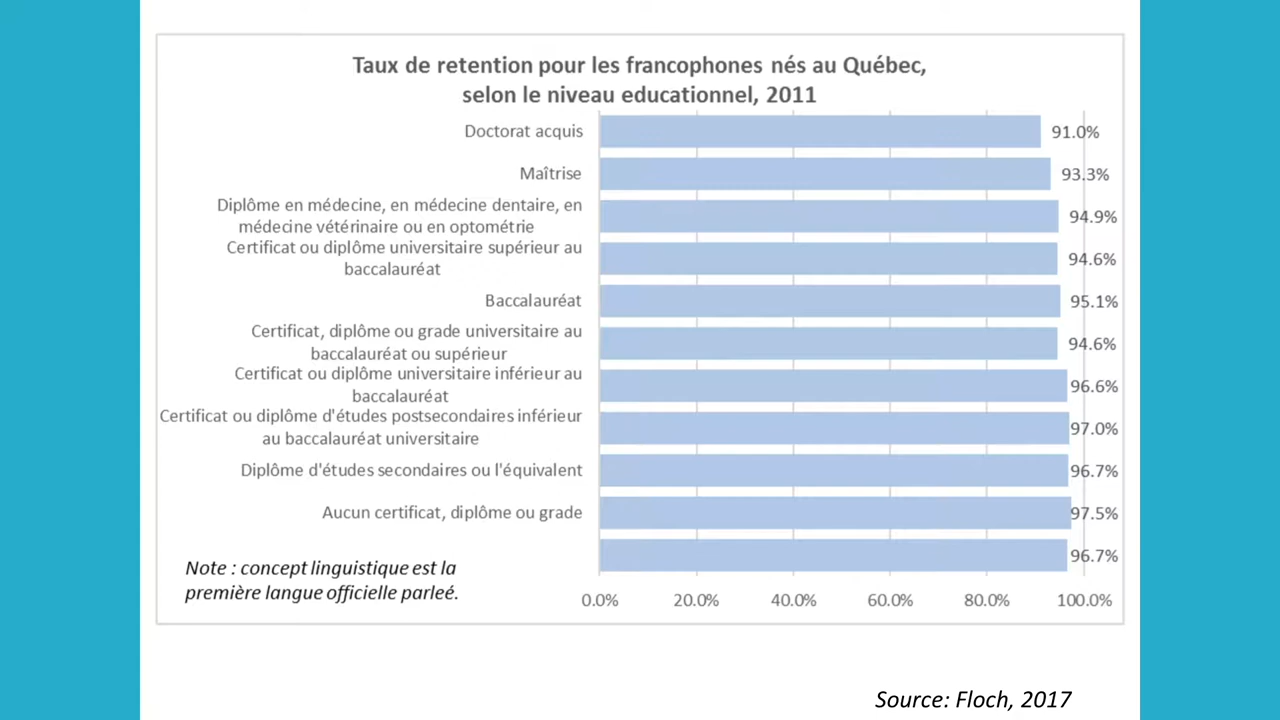 Taux de retention pour les francophones nés au Québec,
selon le niveau educationnel, 2011
Doctorat acquis
91.0%
Maîtrise
93.3%
Diplôme en médecine, en médecine dentaire, en
médecine vétérinaire ou en optométrie
94.9%
Certificat ou diplôme universitaire supérieur au
baccalauréat
94.6%
Baccalauréat
95.1%
Certificat, diplôme ou grade universitaire au
baccalauréat ou supérieur
94.6%
Certificat ou diplôme universitaire inférieur au
baccalauréat
96.6%
Certificat ou diplôme d'études postsecondaires inférieur
au baccalauréat universitaire
97.0%
Diplôme d'études secondaires ou l'équivalent
96.7%
Aucun certificat, diplôme ou grade
97.5%
96.7%
Note : concept linguistique est la
première langue officielle parleé.
0.0% 20.0% 40.0% 60.0% 80.0% 100.0%
Source: Floch, 2017